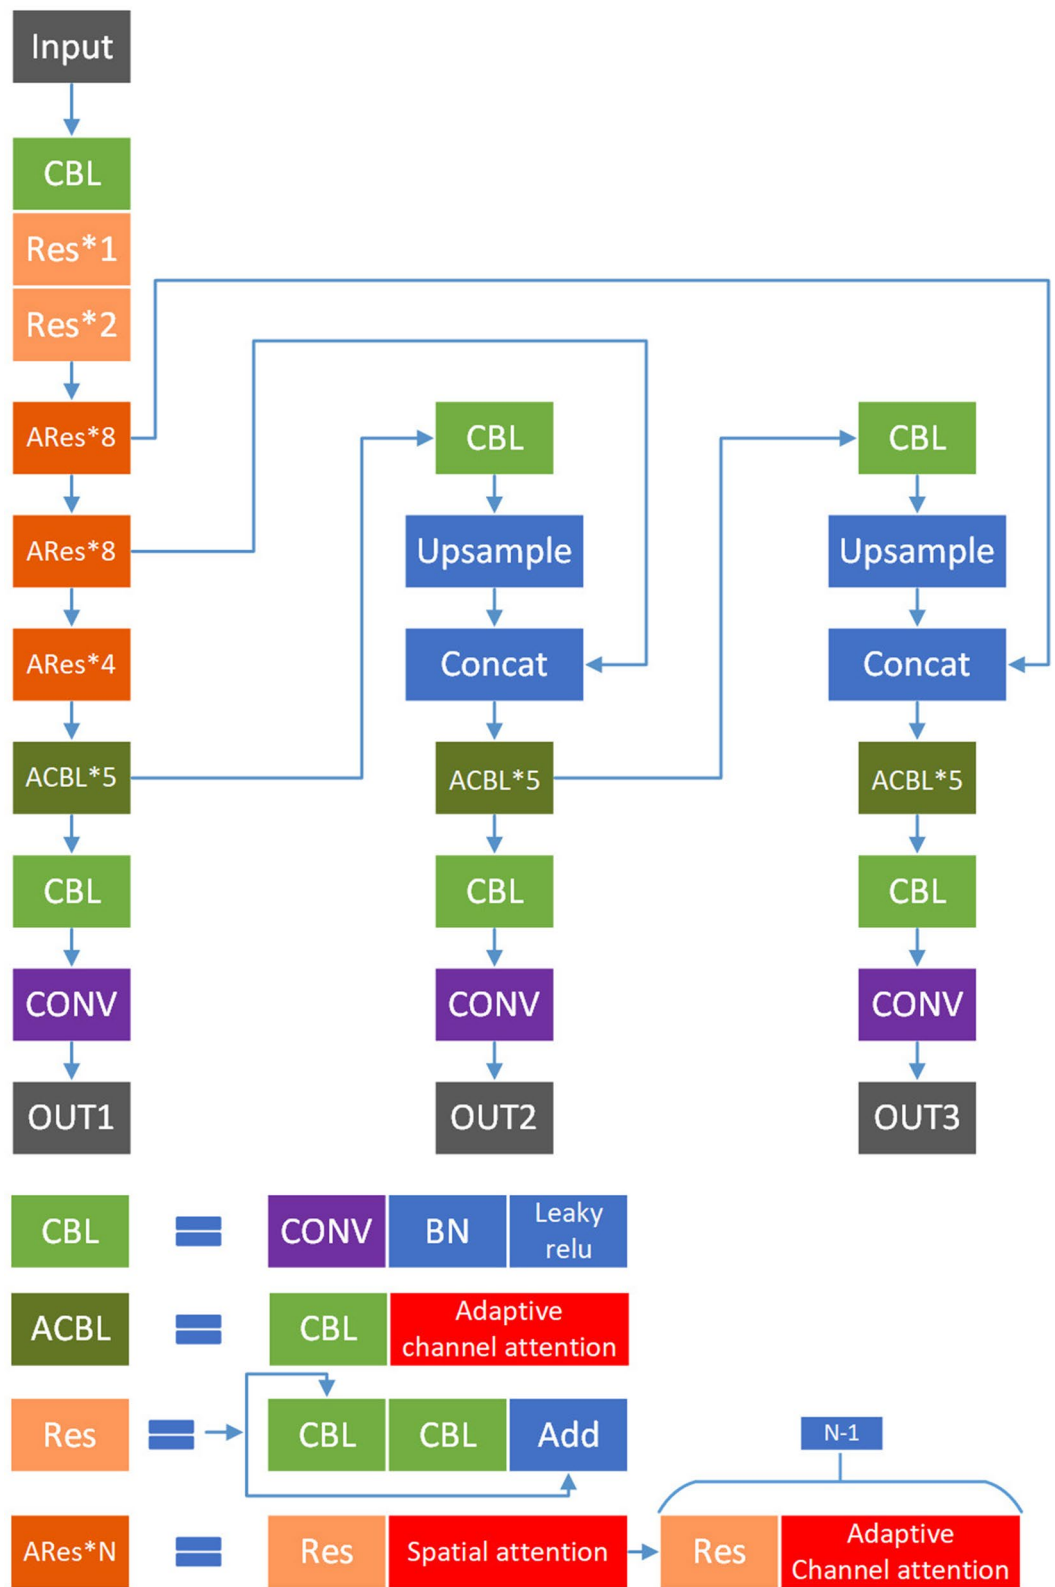 Input
CBL
Res*1
Res*2
ARes*8
CBL
CBL
ARes*8
Upsample
Upsample
ARes*4
Concat
Concat
ACBL*5
ACBL*5
ACBL*5
CBL
CBL
CBL
CONV
CONV
CONV
OUT1
OUT2
OUT3
CBL
CONV
BN
Leaky
relu
ACBL
CBL
Adaptive
channel attention
Res
CBL
CBL
Add
N-1
ARes*N
Res
Spatial attention
Res
Adaptive
Channel attention